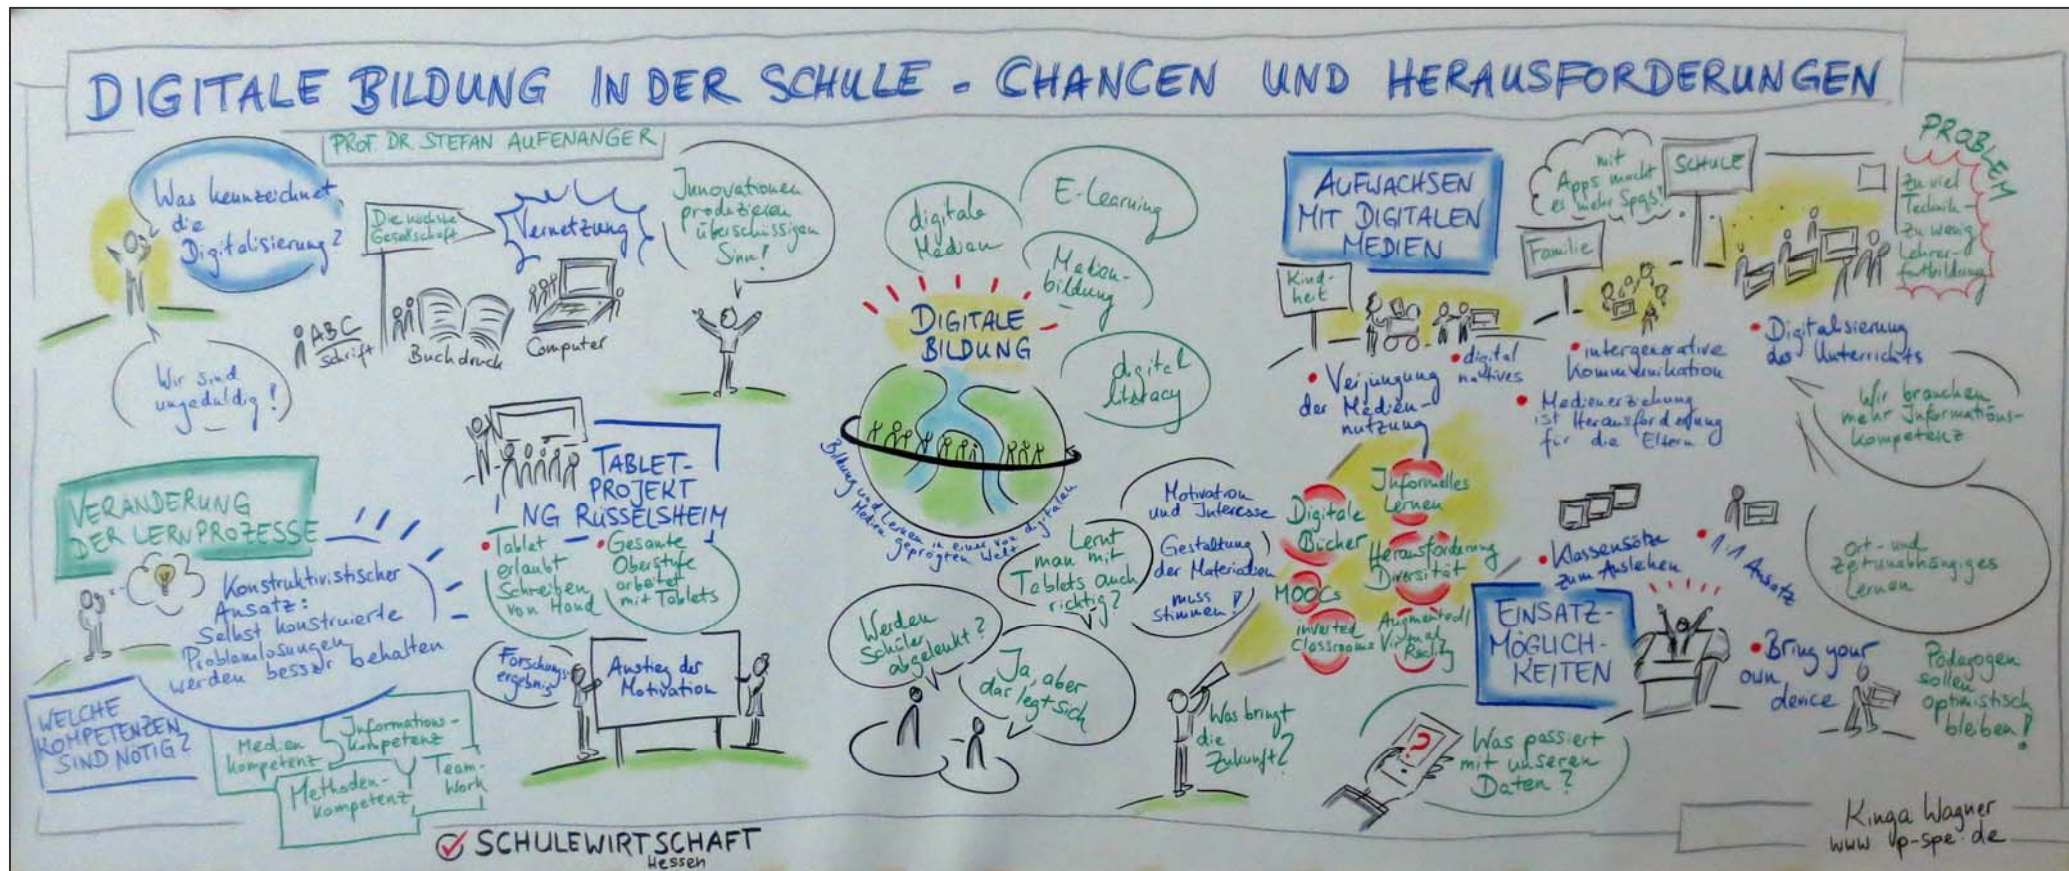 DIGITALE BILDUNG IN DER SCHULE - CHANCEN UND HERAUSFORDERUNGEN
PROF. DR. STEFAN AUFENANGER
Was kennzeichnet
die
Digitalisierung?
Wir sind
ungeduldig!
Die nächste
Gesellschaft
Vernetzung
ABC
Schrift
Buchdruck
Computer
Innovationen
produzieren
überschüssigen
Sinn!
VERÄNDERUNG
DER LERNPROZESSE
Konstruktivistischer
Ansatz:
Selbst konstruierte
Problemlösungen
werden besser behalten
WELCHE
KOMPETENZEN
SIND NÖTIG?
Medien
kompetenz
Informations-
kompetenz
Methoden-
kompetenz
Team-
Work
TABLET-
PROJEKT
NG RÜSSELSHEIM
• Tablet
erlaubt
Schreiben
von Hand
• Gesamte
Oberstufe
arbeitet
mit Tablets
Forschungs
ergebnis
Anstieg der
Motivation
digitale
Medien
E-Learning
Medien-
bildung
digital
literacy
DIGITALE
BILDUNG
Bildung und Lernen in einer von digitalen
Medien geprägten Welt
Lernt
man mit
Tablets auch
richtig?
Motivation
und Interesse
Gestaltung
der Materialien
muss
stimmen!
Werden
Schüler
abgelenkt?
Ja, aber
das legt sich
AUFWACHSEN
MIT DIGITALEN
MEDIEN
Kind-
heit
• Verjüngung
der Medien-
nutzung
• digital
natives
mit
Apps macht
es mehr Spaß!
Familie
• intergenerative
Kommunikation
• Medienerziehung
ist Herausforderung
für die Eltern
SCHULE
• Digitalisierung
des Unterrichts
PROBLEM
Zu viel
Technik -
Zu wenig
Lehrer-
fortbildung
Wir brauchen
mehr Informations-
kompetenz
Was bringt
die
Zukunft?
Digitale
Bücher
Informelles
Lernen
Herausforderung
Diversität
MOOCs
inverted
Classrooms
Augmented/
Virtual
Reality
EINSATZ-
MÖGLICH-
KEITEN
• Klassensätze
zum Ausleihen
• 1:1 Ansatz
• Bring your
own
device
Ort- und
Zeitunabhängiges
Lernen
Pädagogen
sollen
optimistisch
bleiben!
?
Was passiert
mit unseren
Daten?
SCHULEWIRTSCHAFT
Hessen
Kinga Wagner
www.vp-spe.de